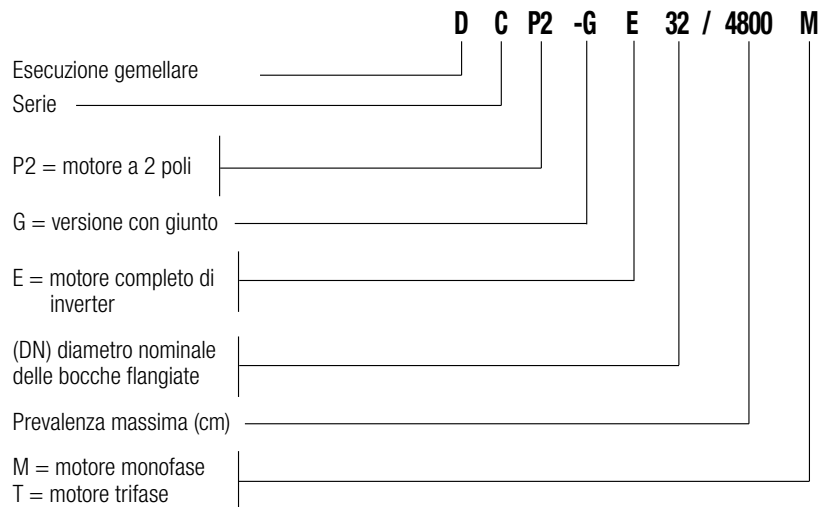 D C P2 -G E 32 / 4800 M
Esecuzione gemellare
Serie
P2 = motore a 2 poli
G = versione con giunto
E = motore completo di
inverter
(DN) diametro nominale
delle bocche flangiate
Prevalenza massima (cm)
M = motore monofase
T = motore trifase